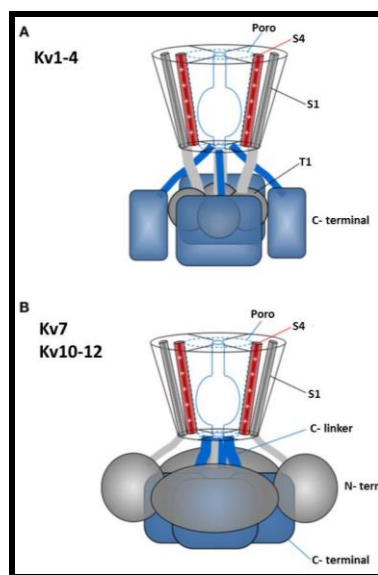 A
Kv1-4
Poro
S4
S1
T1
C- terminal
B
Kv7
Kv10-12
Poro
S4
S1
C- linker
N- terr
C- terminal